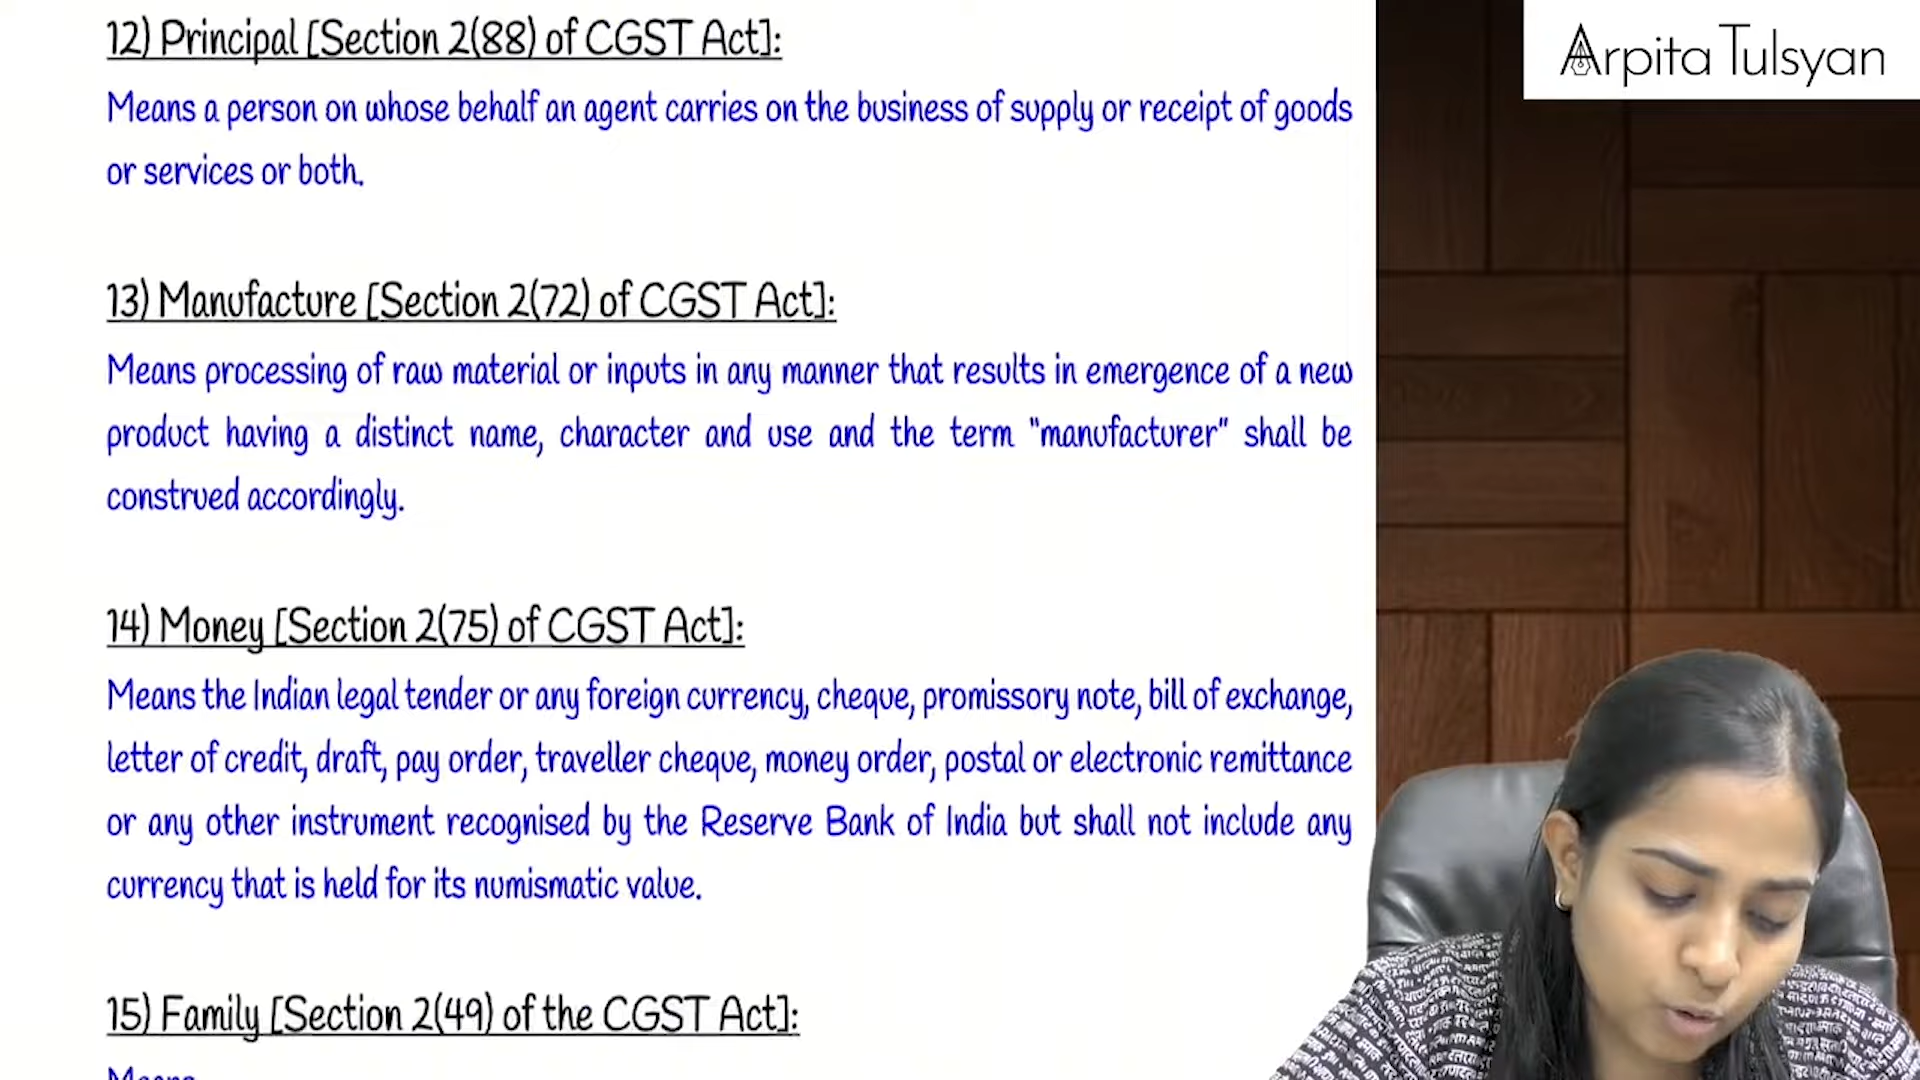 12) Principal [Section 2(88) of CGST Act]:
Arpita Tulsyan
Means a person on whose behalf an agent carries on the business of supply or receipt of goods
or services or both.
13) Manufacture [Section 2(72) of CGST Act]:
Means processing of raw material or inputs in any manner that results in emergence of a new
product having a distinct name, character and use and the term "manufacturer" shall be
construed accordingly.
14) Money [Section 2(75) of CGST Act]:
Means the Indian legal tender or any foreign currency, cheque, promissory note, bill of exchange,
letter of credit, draft, pay order, traveller cheque, money order, postal or electronic remittance
or any other instrument recognised by the Reserve Bank of India but shall not include any
currency that is held for its numismatic value.
15) Family [Section 2(49) of the CGST Act]:
Means